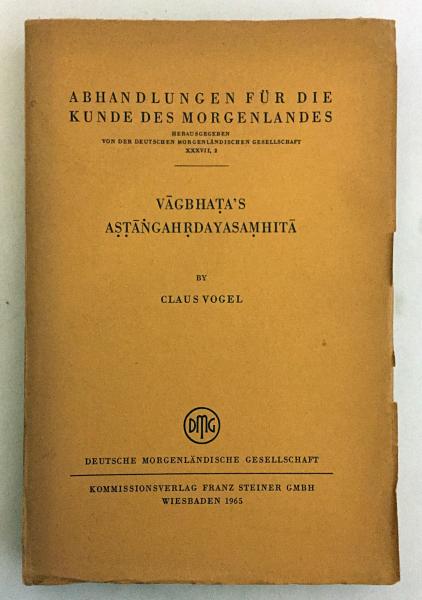 ABHANDLUNGEN FÜR DIE
KUNDE DES MORGENLANDES
HERAUSGEGEBEN
VON DER DEUTSCHEN MORGENLÄNDISCHEN GESELLSCHAFT
XXXVII, 2
VĀGBHAṬA'S
AṢṬĀṄGAHṚDAYASAṂHITĀ
BY
CLAUS VOGEL
DMG
DEUTSCHE MORGENLÄNDISCHE GESELLSCHAFT
KOMMISSIONSVERLAG FRANZ STEINER GMBH
WIESBADEN 1965